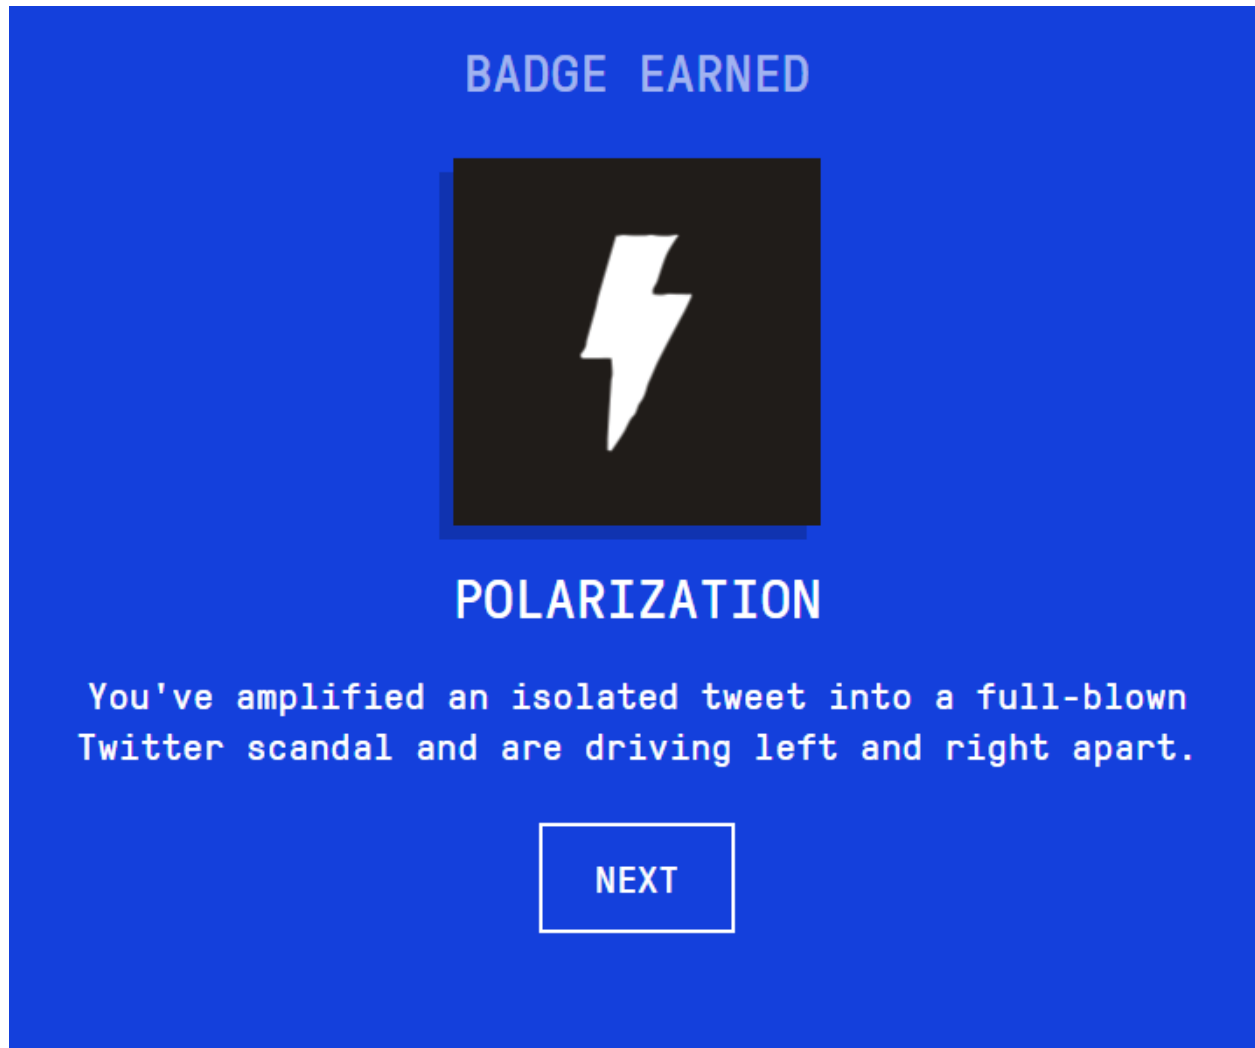 BADGE EARNED
POLARIZATION
You've amplified an isolated tweet into a full-blown
Twitter scandal and are driving left and right apart.
NEXT